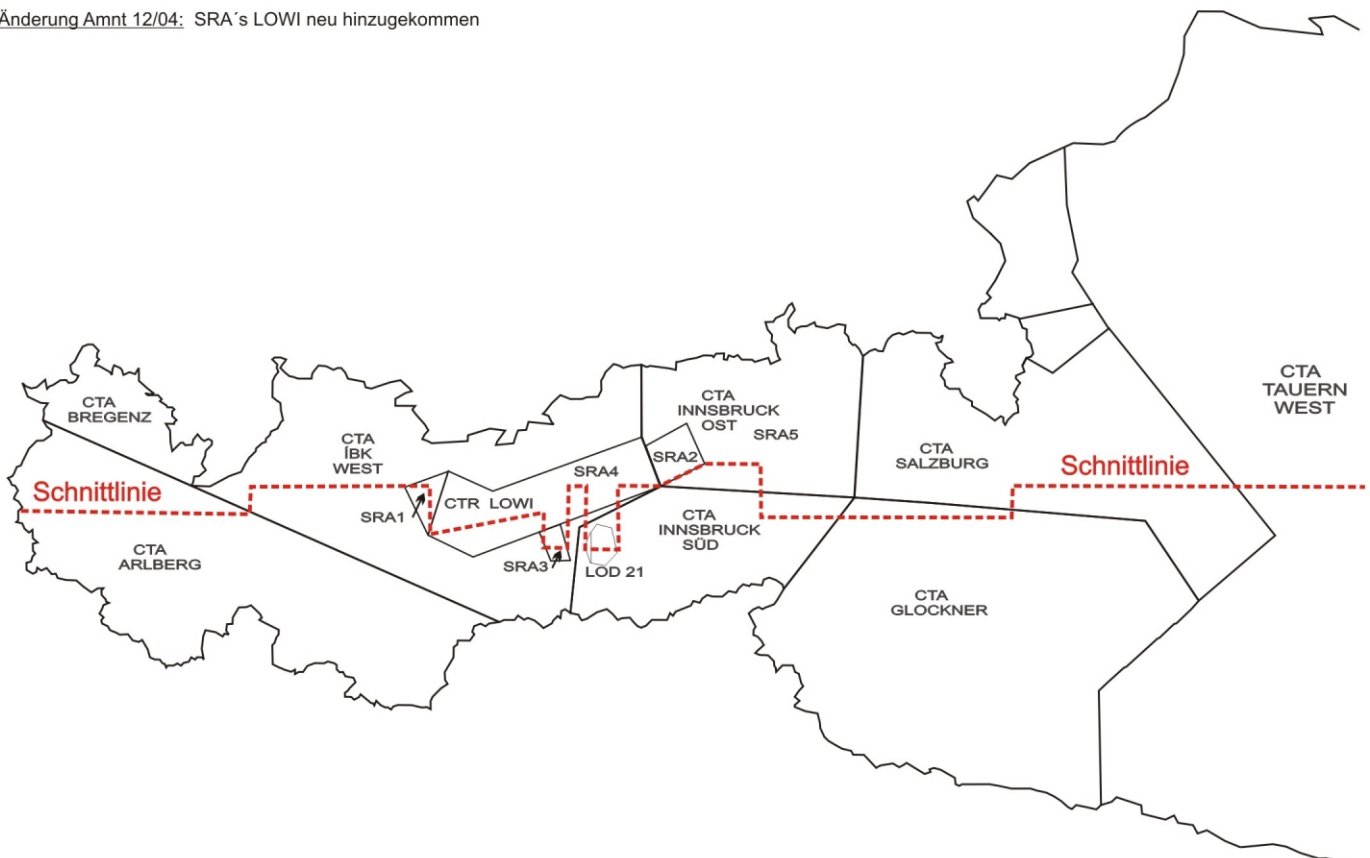 Änderung Amnt 12/04: SRA´s LOWI neu hinzugekommen
CTA
BREGENZ
CTA
ÍBK
WEST
CTA
INNSBRUCK
OST
SRA5
CTA
TAUERN
WEST
SRA2
SRA4
CTA
SALZBURG
Schnittlinie
Schnittlinie
SRA1
CTR LOWI
CTA
INNSBRUCK
SÜD
CTA
ARLBERG
SRA3
LOD 21
CTA
GLOCKNER